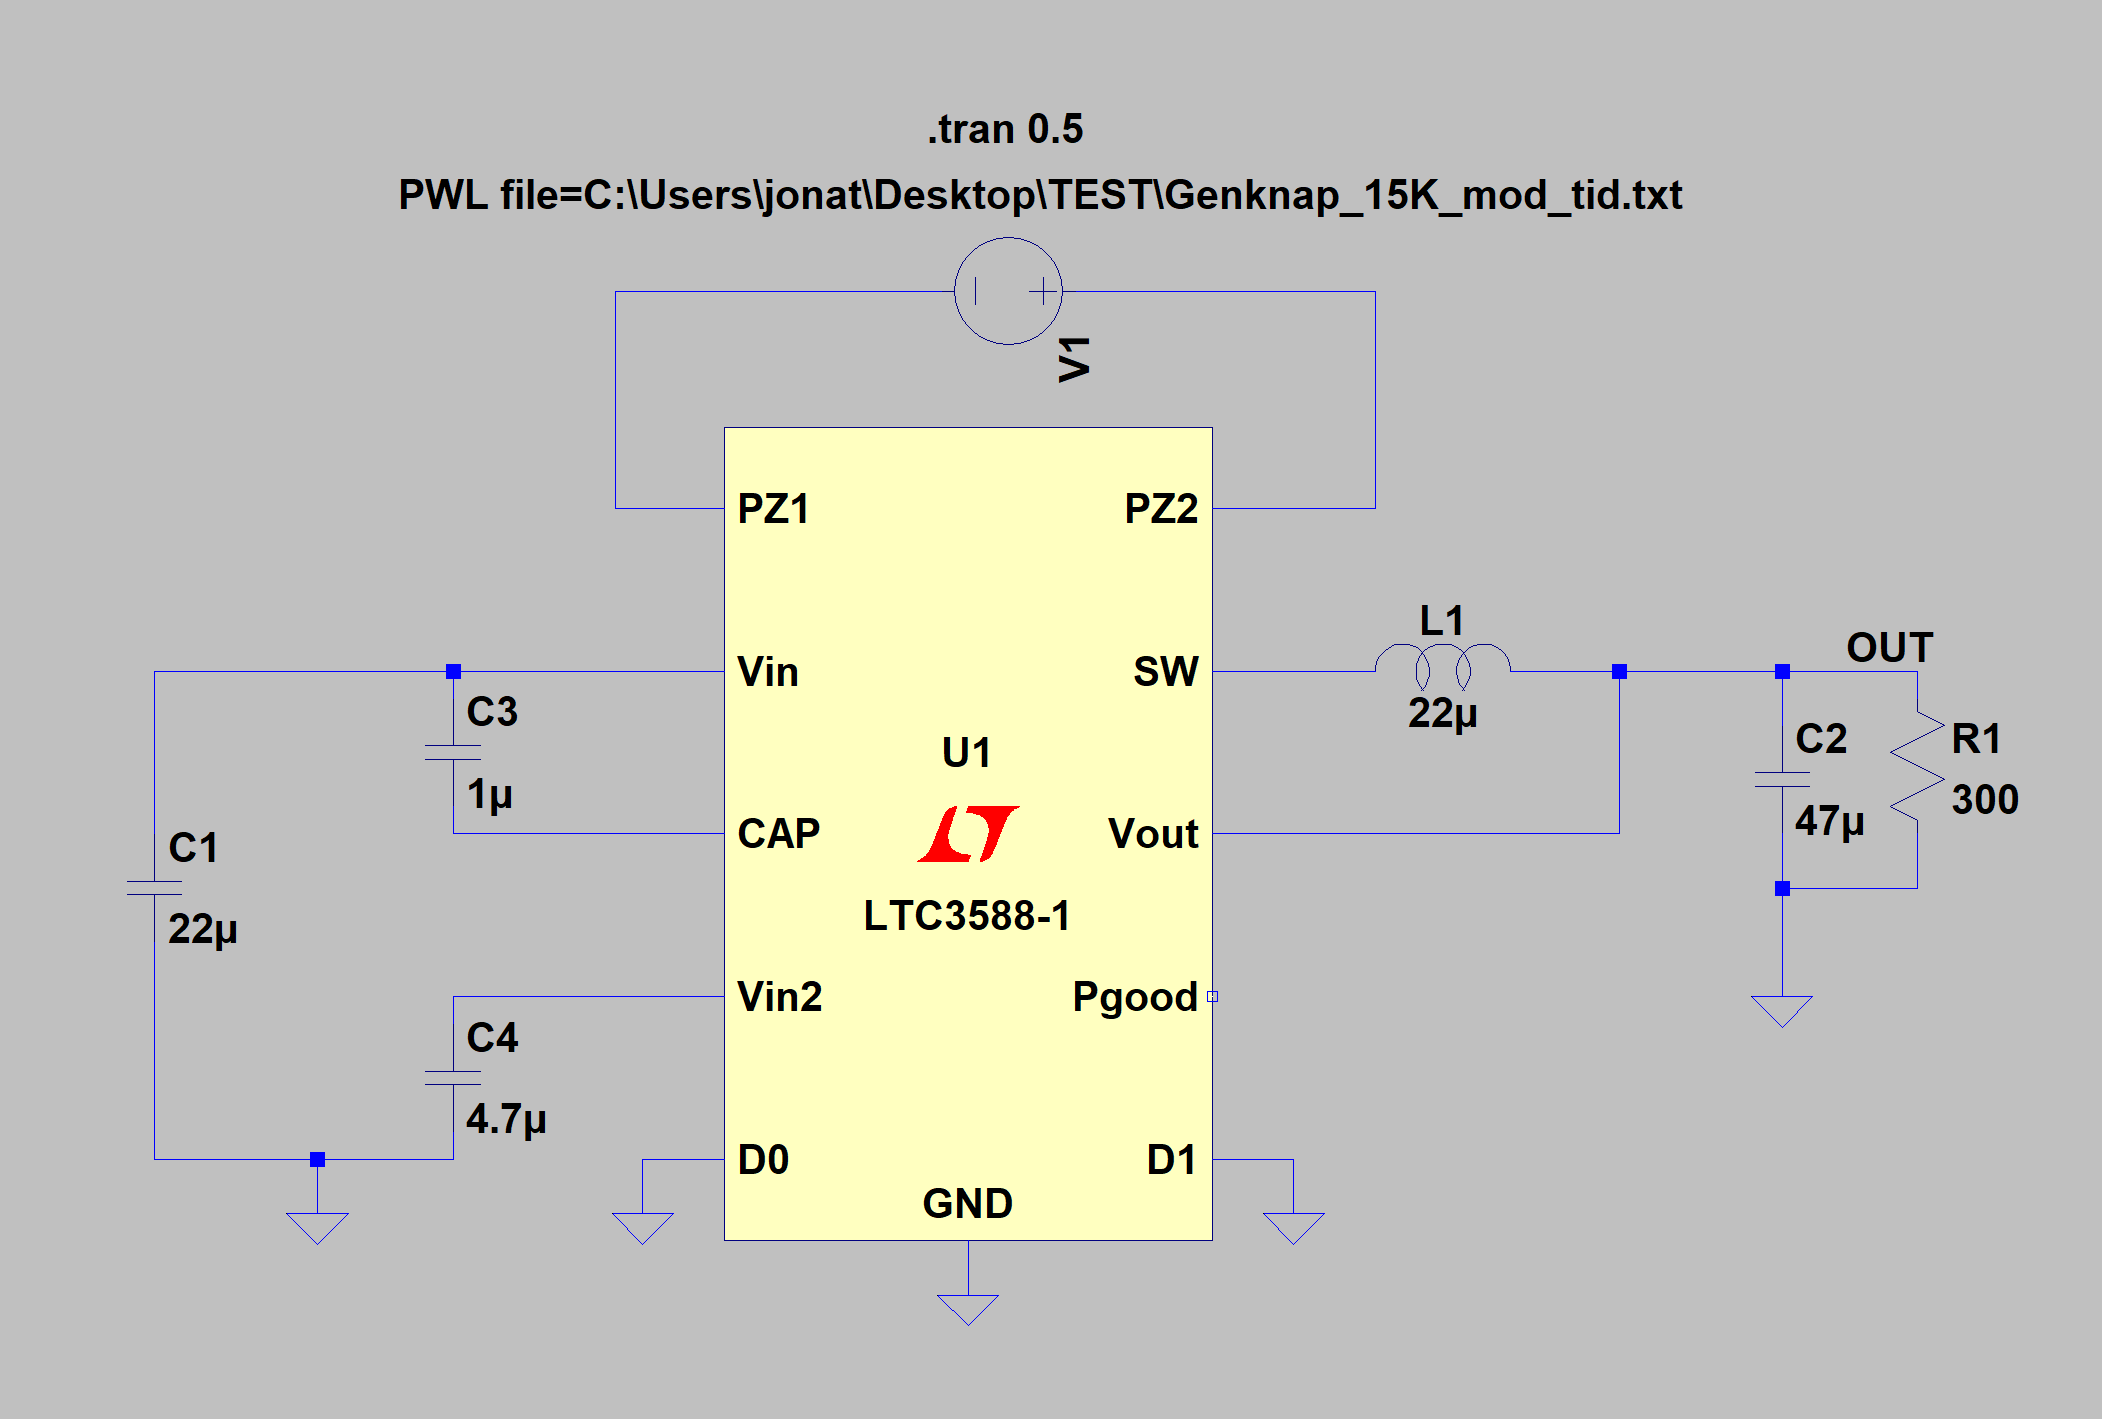 .tran 0.5
PWL file=C:\Users\jonat\Desktop\TEST\Genknap_15K_mod_tid.txt
V1
PZ1
PZ2
L1
22µ
OUT
Vin
SW
C3
1µ
U1
C2
47µ
R1
300
CAP
Vout
C1
22µ
LTC3588-1
Vin2
Pgood
C4
4.7µ
D0
D1
GND